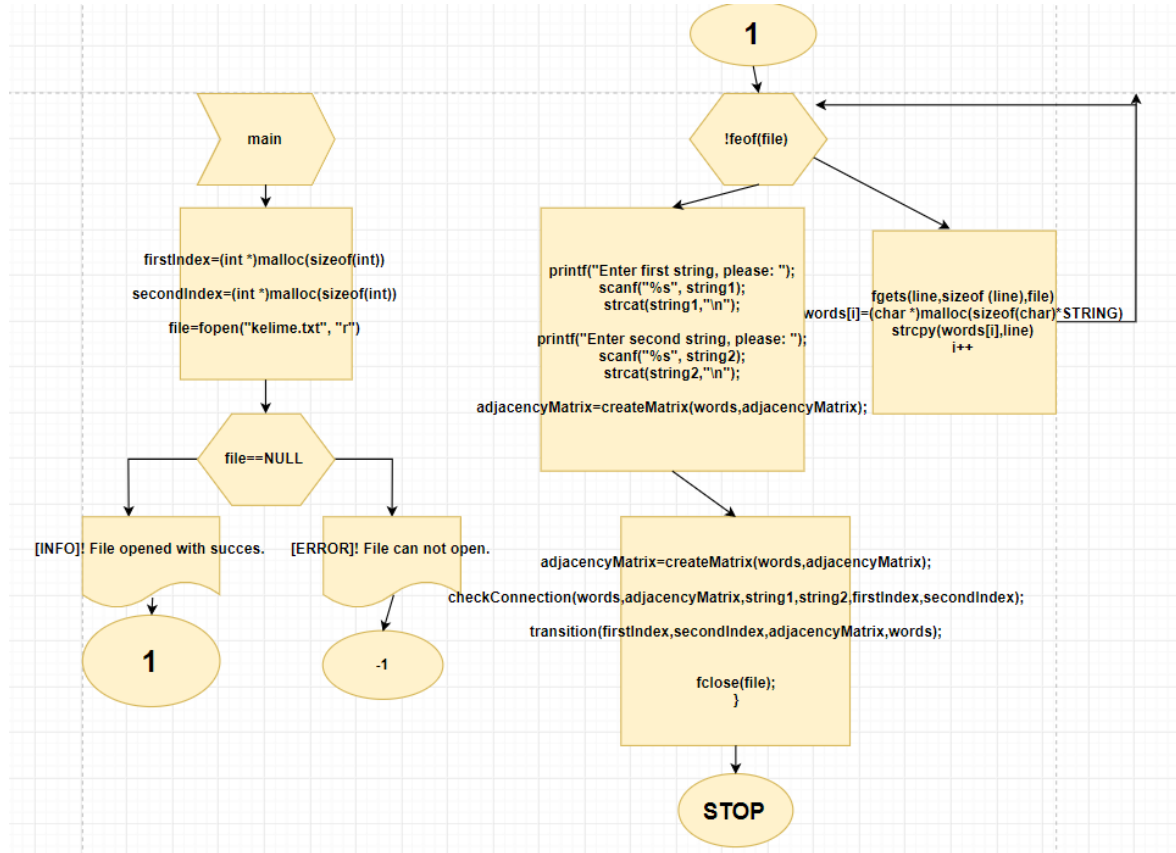 main
firstIndex=(int *)malloc(sizeof(int))
secondIndex=(int *)malloc(sizeof(int))
file=fopen("kelime.txt", "r")
file==NULL
[INFO]! File opened with succes.
[ERROR]! File can not open.
1
-1
1
!feof(file)
printf("Enter first string, please: ");
scanf("%s", string1);
strcat(string1,"\n");
printf("Enter second string, please: ");
scanf("%s", string2);
strcat(string2,"\n");
adjacencyMatrix=createMatrix(words,adjacencyMatrix);
fgets(line,sizeof (line),file)
words[i]=(char *)malloc(sizeof(char)*STRING)
strcpy(words[i],line)
i++
adjacencyMatrix=createMatrix(words,adjacencyMatrix);
checkConnection(words,adjacencyMatrix,string1,string2,firstIndex,secondIndex);
transition(firstIndex,secondIndex,adjacencyMatrix,words);
fclose(file);
}
STOP